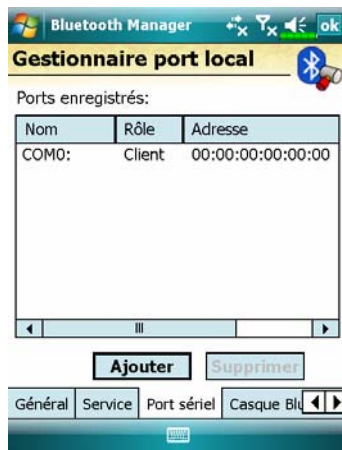 Bluetooth Manager ok
Gestionnaire port local
Ports enregistrés:
Nom Rôle Adresse
COM0: Client 00:00:00:00:00:00
Ajouter Supprimer
Général Service Port sériel Casque Blu